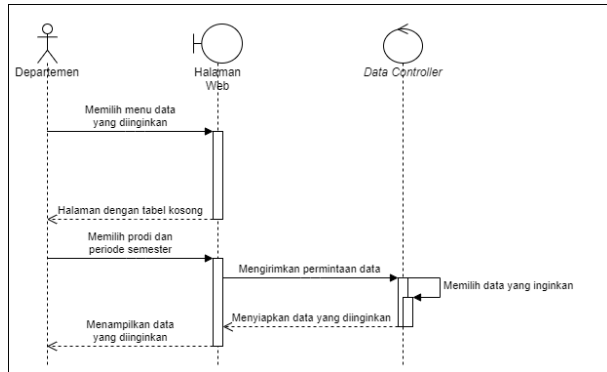 Departemen
Halaman
Web
Data Controller
Memilih menu data
yang diinginkan
Halaman dengan tabel kosong
Memilih prodi dan
periode semester
Mengirimkan permintaan data
Memilih data yang inginkan
Menyiapkan data yang diinginkan
Menampilkan data
yang diinginkan